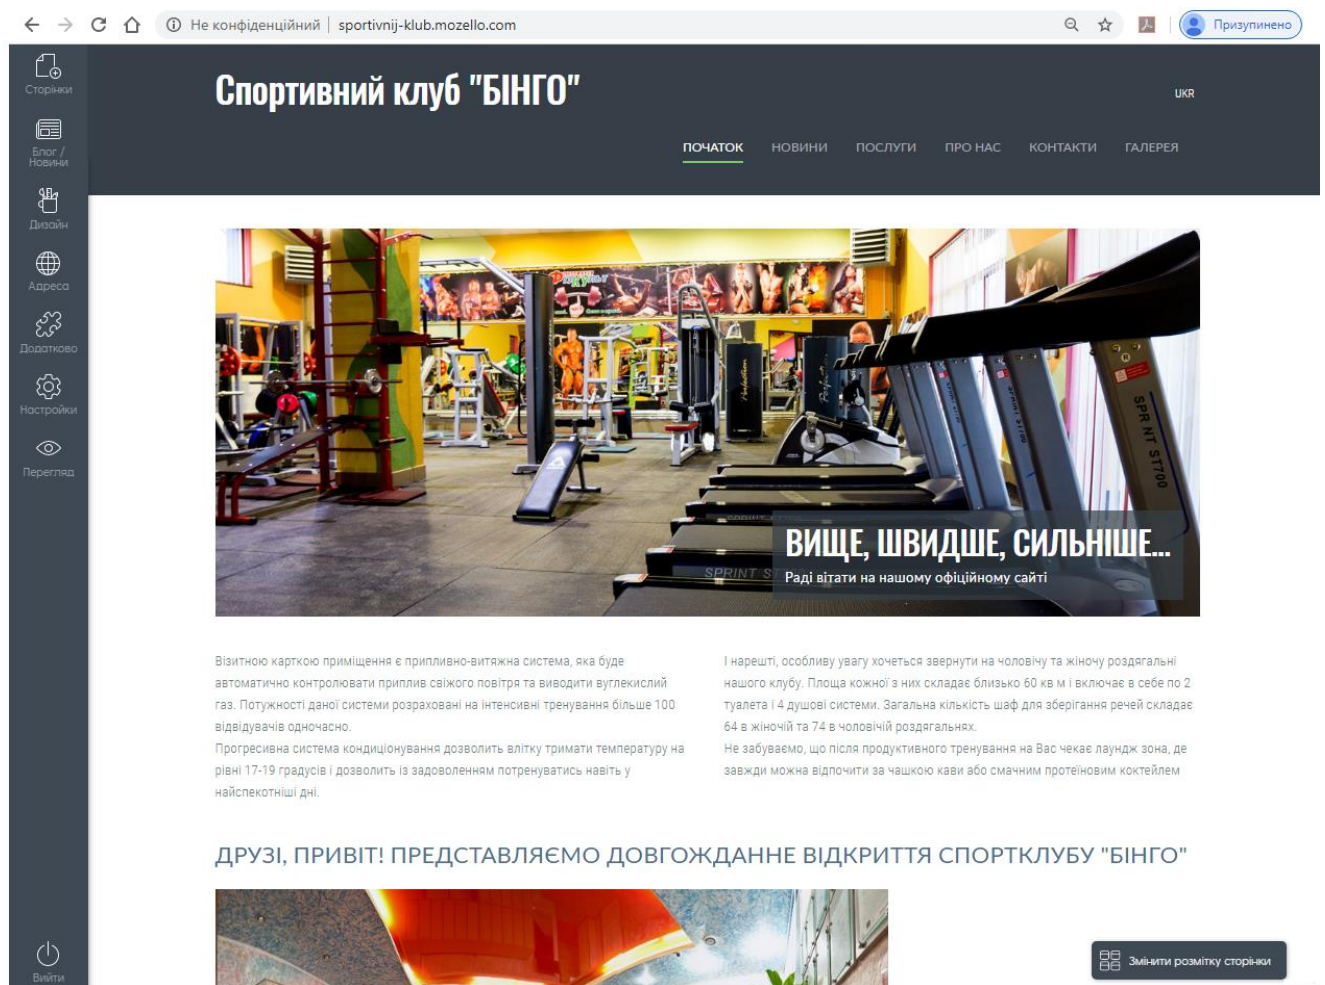 Не конфіденційний | sportivnij-klub.mozello.com
Призупинено
Сторінки
Блог /
Новини
Дизайн
Адреса
Додатково
Настройки
Перегляд
Вийти
Спортивний клуб "БІНГО"
UKR
ПОЧАТОК НОВИНИ ПОСЛУГИ ПРО НАС КОНТАКТИ ГАЛЕРЕЯ
SPR NT ST700
SPRINT ST
ВИЩЕ, ШВИДШЕ, СИЛЬНІШЕ...
Раді вітати на нашому офіційному сайті
Візитною карткою приміщення є припливно-витяжна система, яка буде
автоматично контролювати приплив свіжого повітря та виводити вуглекислий
газ. Потужності даної системи розраховані на інтенсивні тренування більше 100
відвідувачів одночасно.
Прогресивна система кондиціонування дозволить влітку тримати температуру на
рівні 17-19 градусів і дозволить із задоволенням потренуватись навіть у
найспекотніші дні.
І нарешті, особливу увагу хочеться звернути на чоловічу та жіночу роздягальні
нашого клубу. Площа кожної з них складає близько 60 кв м і включає в себе по 2
туалета і 4 душові системи. Загальна кількість шаф для зберігання речей складає
64 в жіночій та 74 в чоловічій роздягальнях.
Не забуваємо, що після продуктивного тренування на Вас чекає лаундж зона, де
завжди можна відпочити за чашкою кави або смачним протеїновим коктейлем
ДРУЗІ, ПРИВІТ! ПРЕДСТАВЛЯЄМО ДОВГОЖДАННЕ ВІДКРИТТЯ СПОРТКЛУБУ "БІНГО"
Змінити розмітку сторінки